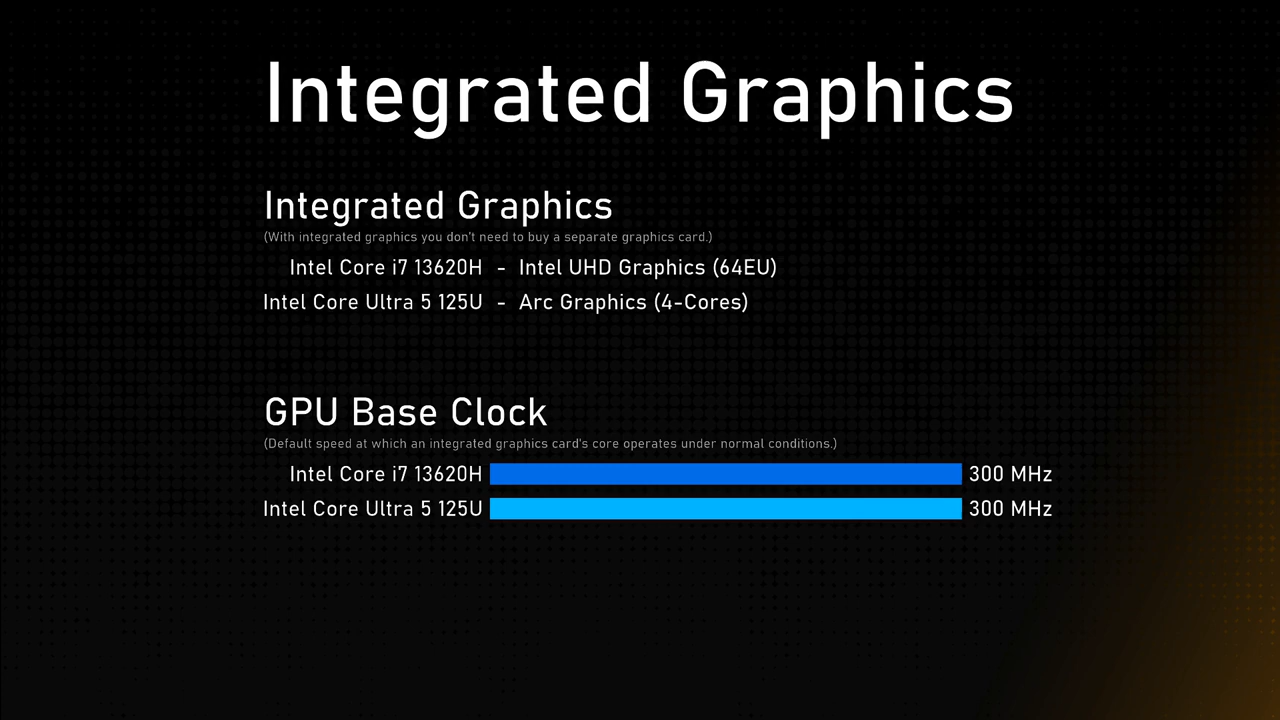 Integrated Graphics
Integrated Graphics
(With integrated graphics you don't need to buy a separate graphics card.)
Intel Core i7 13620H - Intel UHD Graphics (64EU)
Intel Core Ultra 5 125U - Arc Graphics (4-Cores)
GPU Base Clock
(Default speed at which an integrated graphics card's core operates under normal conditions.)
Intel Core i7 13620H 300 MHz
Intel Core Ultra 5 125U 300 MHz